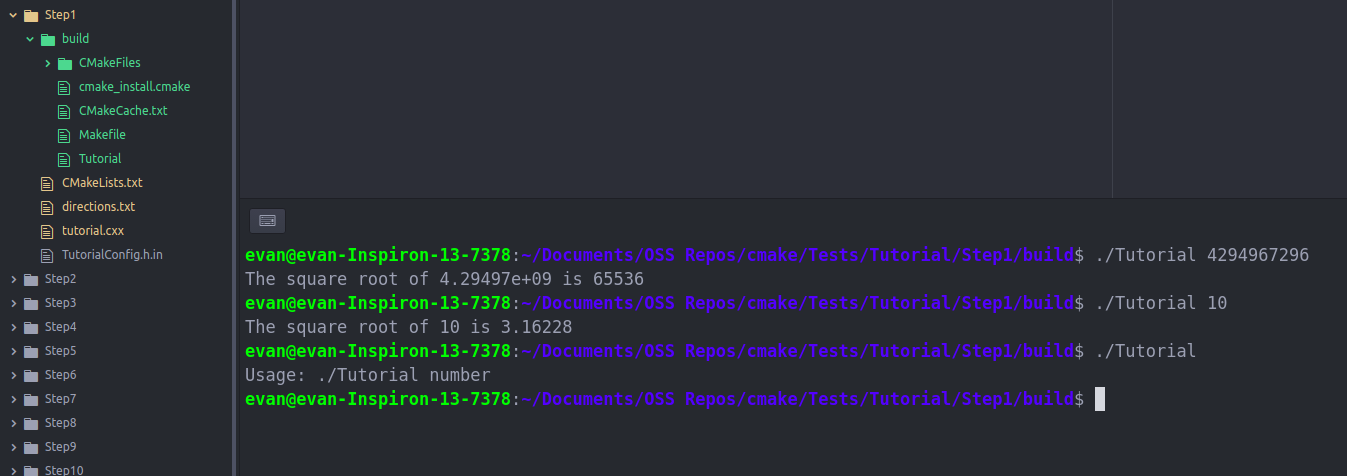 Step1
build
CMakeFiles
cmake_install.cmake
CMakeCache.txt
Makefile
Tutorial
CMakeLists.txt
directions.txt
tutorial.cxx
TutorialConfig.h.in
Step2
Step3
Step4
Step5
Step6
Step7
Step8
Step9
Step10
evan@evan-Inspiron-13-7378:~/Documents/OSS Repos/cmake/Tests/Tutorial/Step1/build$ ./Tutorial 4294967296
The square root of 4.29497e+09 is 65536
evan@evan-Inspiron-13-7378:~/Documents/OSS Repos/cmake/Tests/Tutorial/Step1/build$ ./Tutorial 10
The square root of 10 is 3.16228
evan@evan-Inspiron-13-7378:~/Documents/OSS Repos/cmake/Tests/Tutorial/Step1/build$ ./Tutorial
Usage: ./Tutorial number
evan@evan-Inspiron-13-7378:~/Documents/OSS Repos/cmake/Tests/Tutorial/Step1/build$